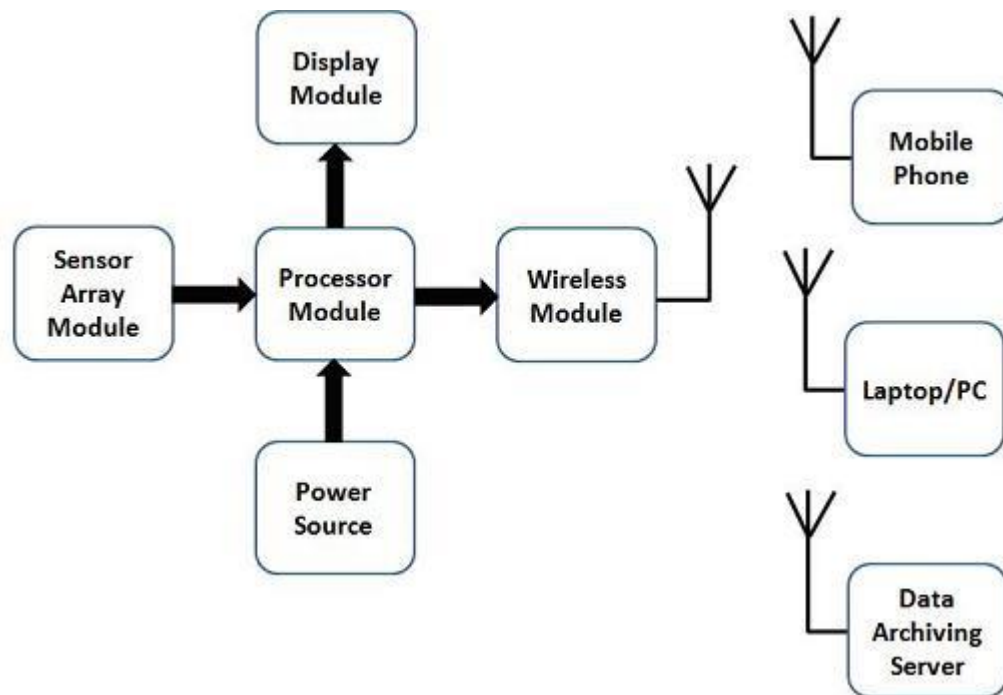 Display
Module
Mobile
Phone
Sensor
Array
Module
Processor
Module
Wireless
Module
Laptop/PC
Power
Source
Data
Archiving
Server